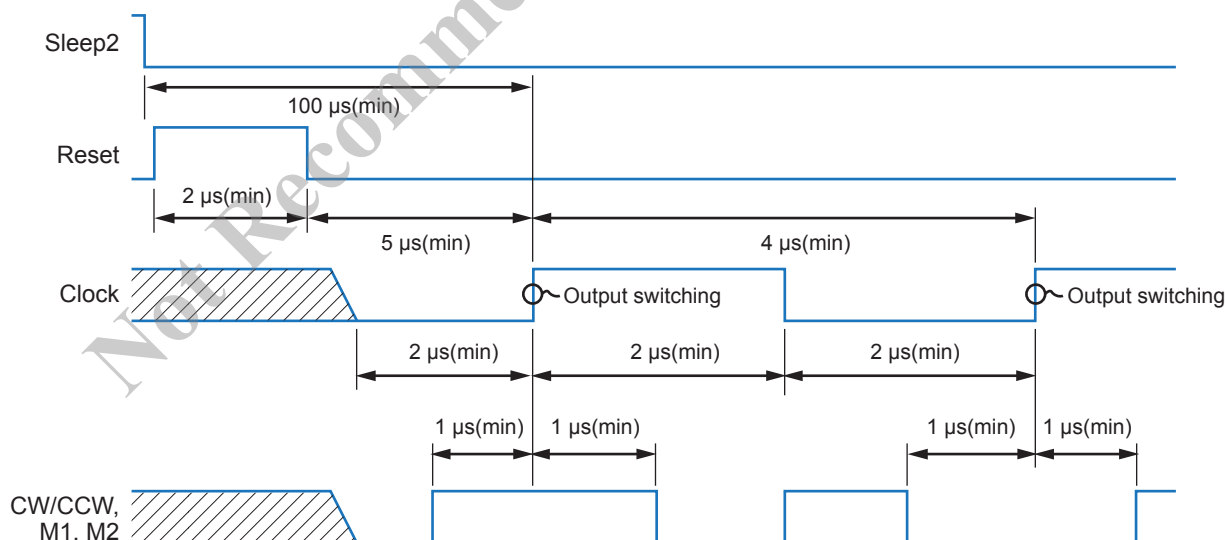 Sleep2
100 µs(min)
Reset
2 µs(min)
5 µs(min)
4 µs(min)
Clock
Output switching
Output switching
2 µs(min)
2 µs(min)
2 µs(min)
1 µs(min)
1 µs(min)
1 µs(min)
1 µs(min)
CW/CCW,
M1, M2
Not